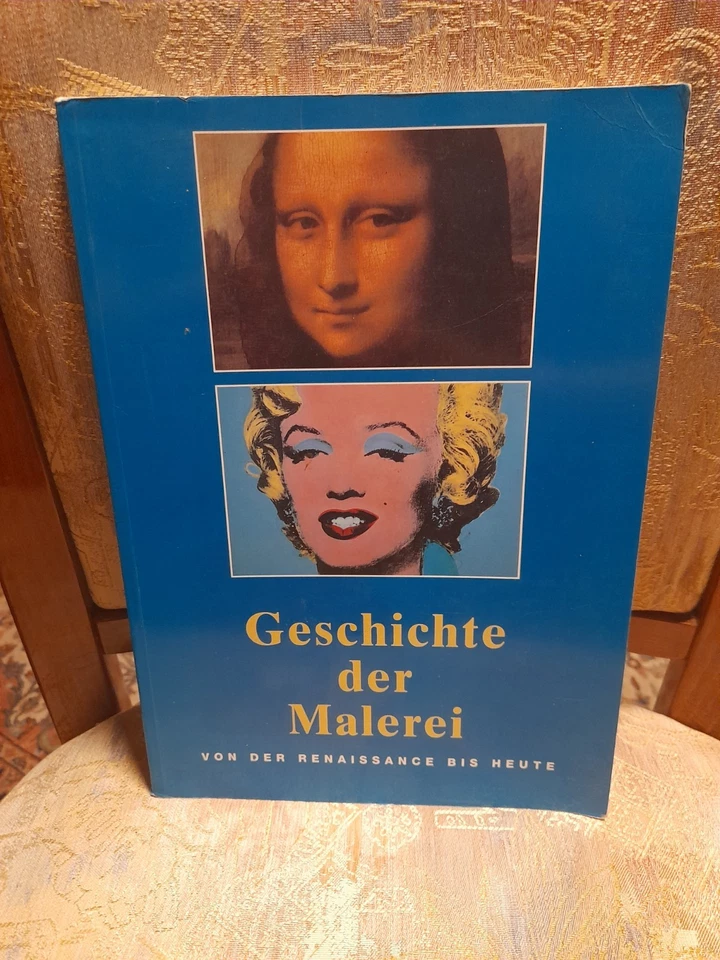 Geschichte
der
Malerei
VON DER RENAISSANCE BIS HEUTE